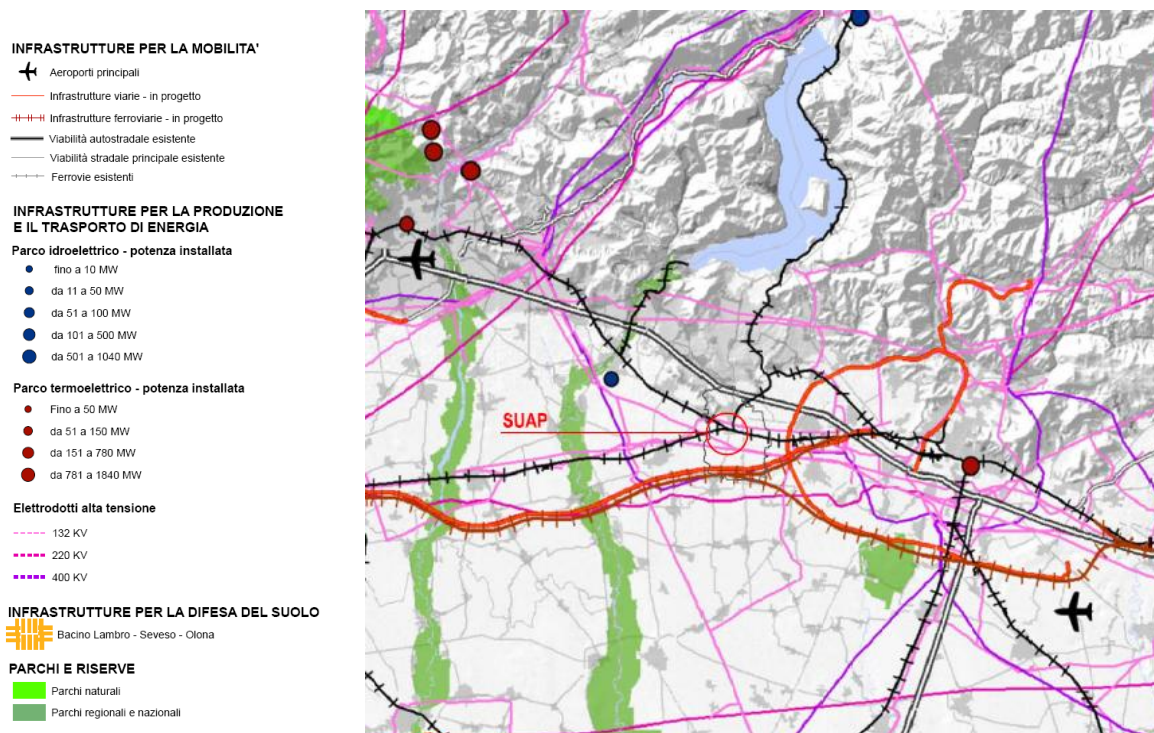 INFRASTRUTTURE PER LA MOBILITA'
Aeroporti principali
Infrastrutture viarie - in progetto
Infrastrutture ferroviarie - in progetto
Viabilità autostradale esistente
Viabilità stradale principale esistente
Ferrovie esistenti
INFRASTRUTTURE PER LA PRODUZIONE
E IL TRASPORTO DI ENERGIA
Parco idroelettrico - potenza installata
fino a 10 MW
da 11 a 50 MW
da 51 a 100 MW
da 101 a 500 MW
da 501 a 1040 MW
Parco termoelettrico - potenza installata
Fino a 50 MW
da 51 a 150 MW
da 151 a 780 MW
da 781 a 1840 MW
Elettrodotti alta tensione
132 KV
220 KV
400 KV
INFRASTRUTTURE PER LA DIFESA DEL SUOLO
Bacino Lambro - Seveso - Olona
PARCHI E RISERVE
Parchi naturali
Parchi regionali e nazionali
SUAP